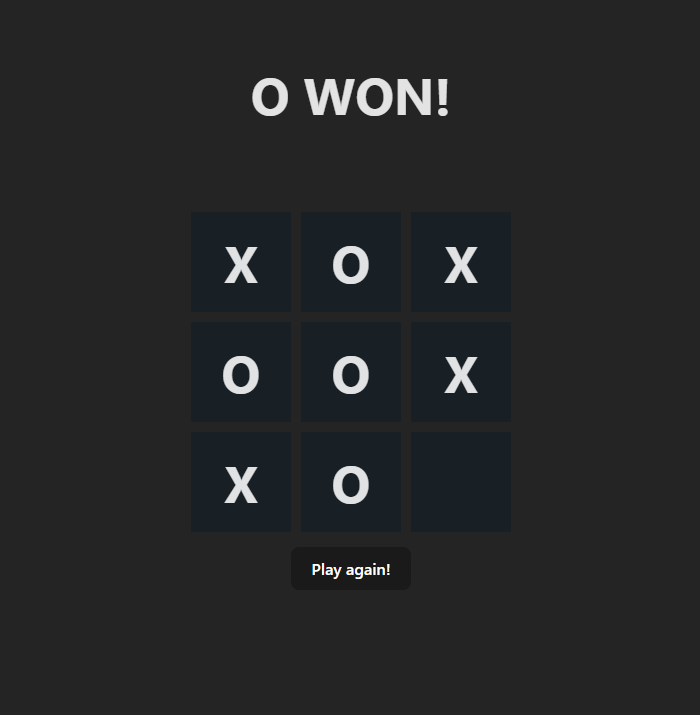 O WON!
X O X
O O X
X O
Play again!